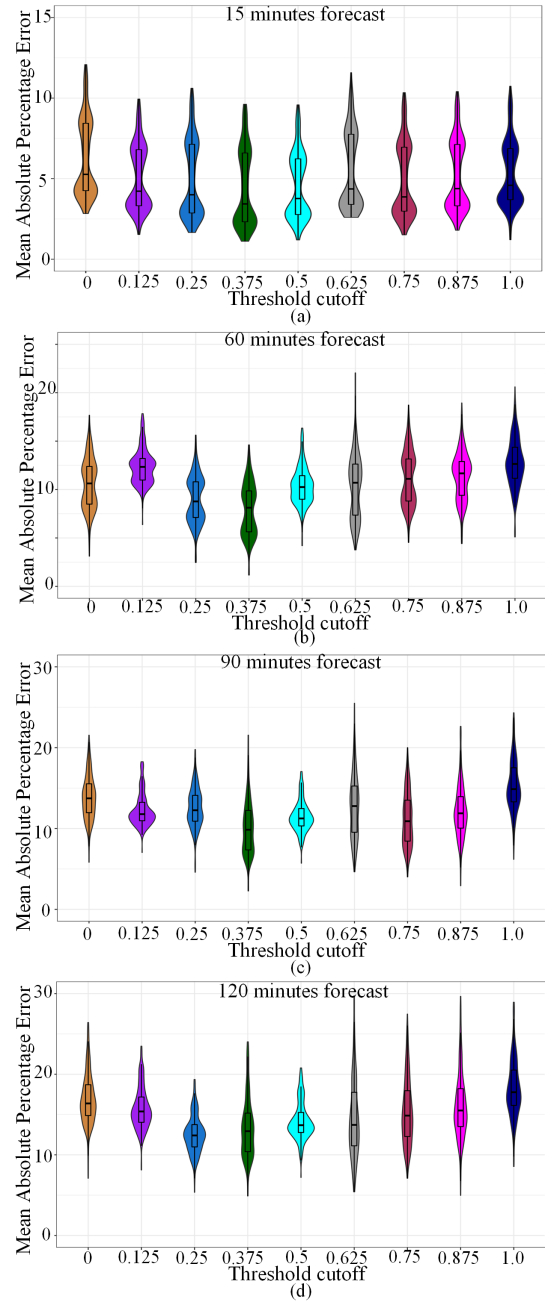 15 minutes forecast
Mean Absolute Percentage Error
15
10
5
0
0 0.125 0.25 0.375 0.5 0.625 0.75 0.875 1.0
Threshold cutoff
(a)
60 minutes forecast
Mean Absolute Percentage Error
20
10
0
0 0.125 0.25 0.375 0.5 0.625 0.75 0.875 1.0
Threshold cutoff
(b)
90 minutes forecast
Mean Absolute Percentage Error
30
20
10
0
0 0.125 0.25 0.375 0.5 0.625 0.75 0.875 1.0
Threshold cutoff
(c)
120 minutes forecast
Mean Absolute Percentage Error
30
20
10
0
0 0.125 0.25 0.375 0.5 0.625 0.75 0.875 1.0
Threshold cutoff
(d)